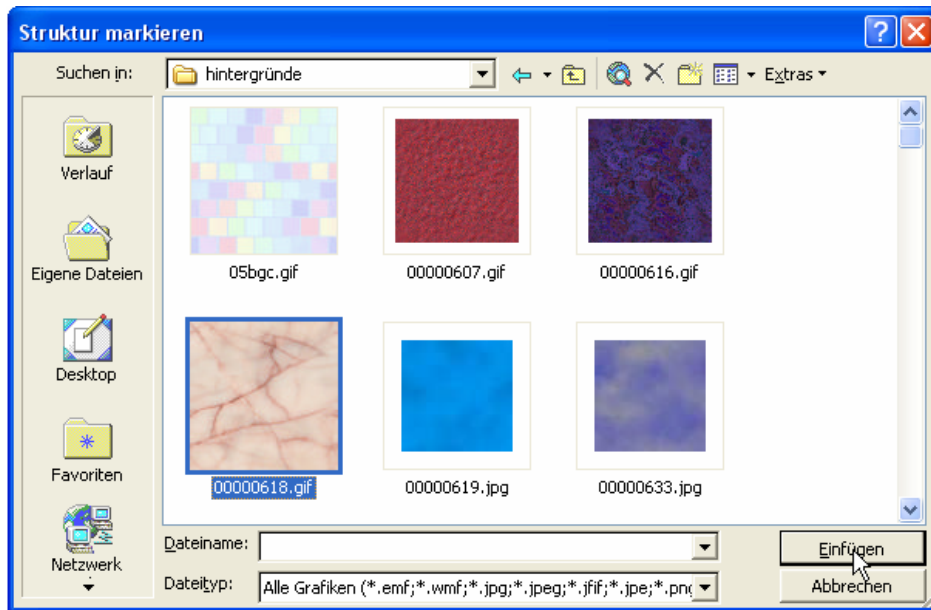 Struktur markieren
Suchen in: hintergründe Extras
Verlauf
Eigene Dateien
Desktop
Favoriten
Netzwerk
05bgc.gif 00000607.gif 00000616.gif
00000618.gif 00000619.jpg 00000633.jpg
Dateiname: Einfügen
Dateityp: Alle Grafiken (*.emf;*.wmf;*.jpg;*.jpeg;*.jfif;*.jpe;*.png Abbrechen